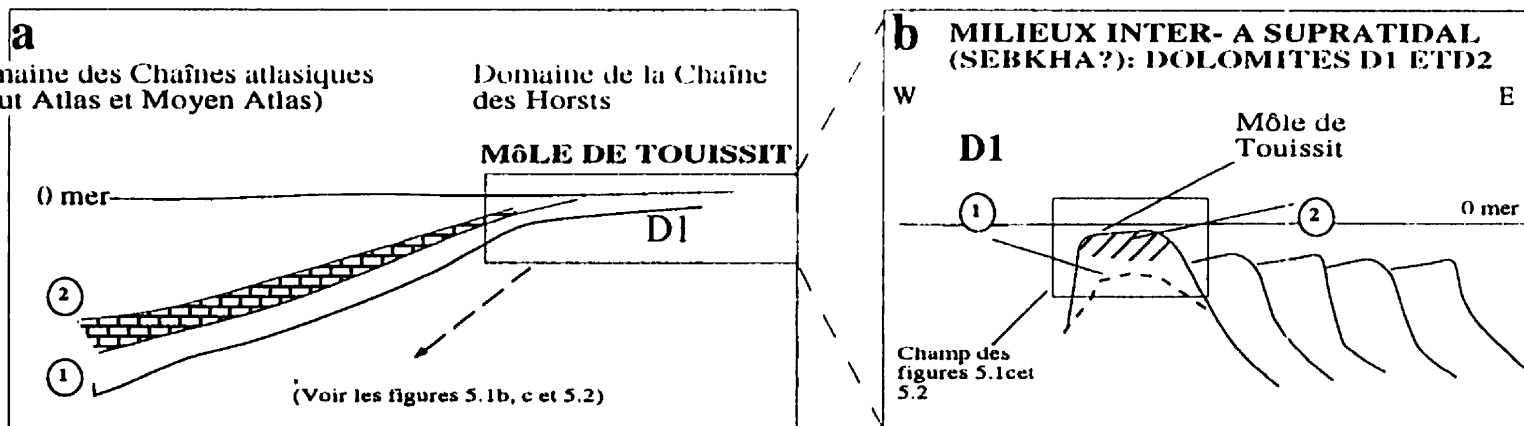 a
maine des Chaînes atlasiques
ut Atlas et Moyen Atlas)
Domaine de la Chaîne
des Horsts
MôLE DE TOUISSIT
0 mer
D1
2
1
(Voir les figures 5.1b, c et 5.2)
b MILIEUX INTER- A SUPRATIDAL
(SEBKHA?): DOLOMITES D1 ETD2
W
E
D1
Môle de
Touissit
1
2
0 mer
Champ des
figures 5.1cet
5.2